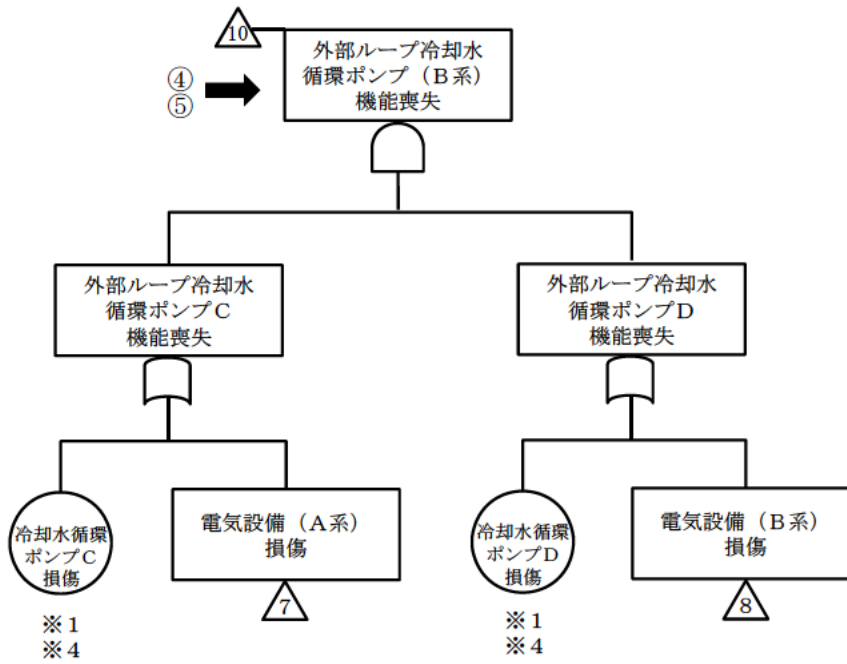 10
外部ループ冷却水
循環ポンプ（B系）
機能喪失
④
⑤
外部ループ冷却水
循環ポンプC
機能喪失
外部ループ冷却水
循環ポンプD
機能喪失
冷却水循環
ポンプC
損傷
電気設備（A系）
損傷
冷却水循環
ポンプD
損傷
電気設備（B系）
損傷
7
8
※1
※4
※1
※4